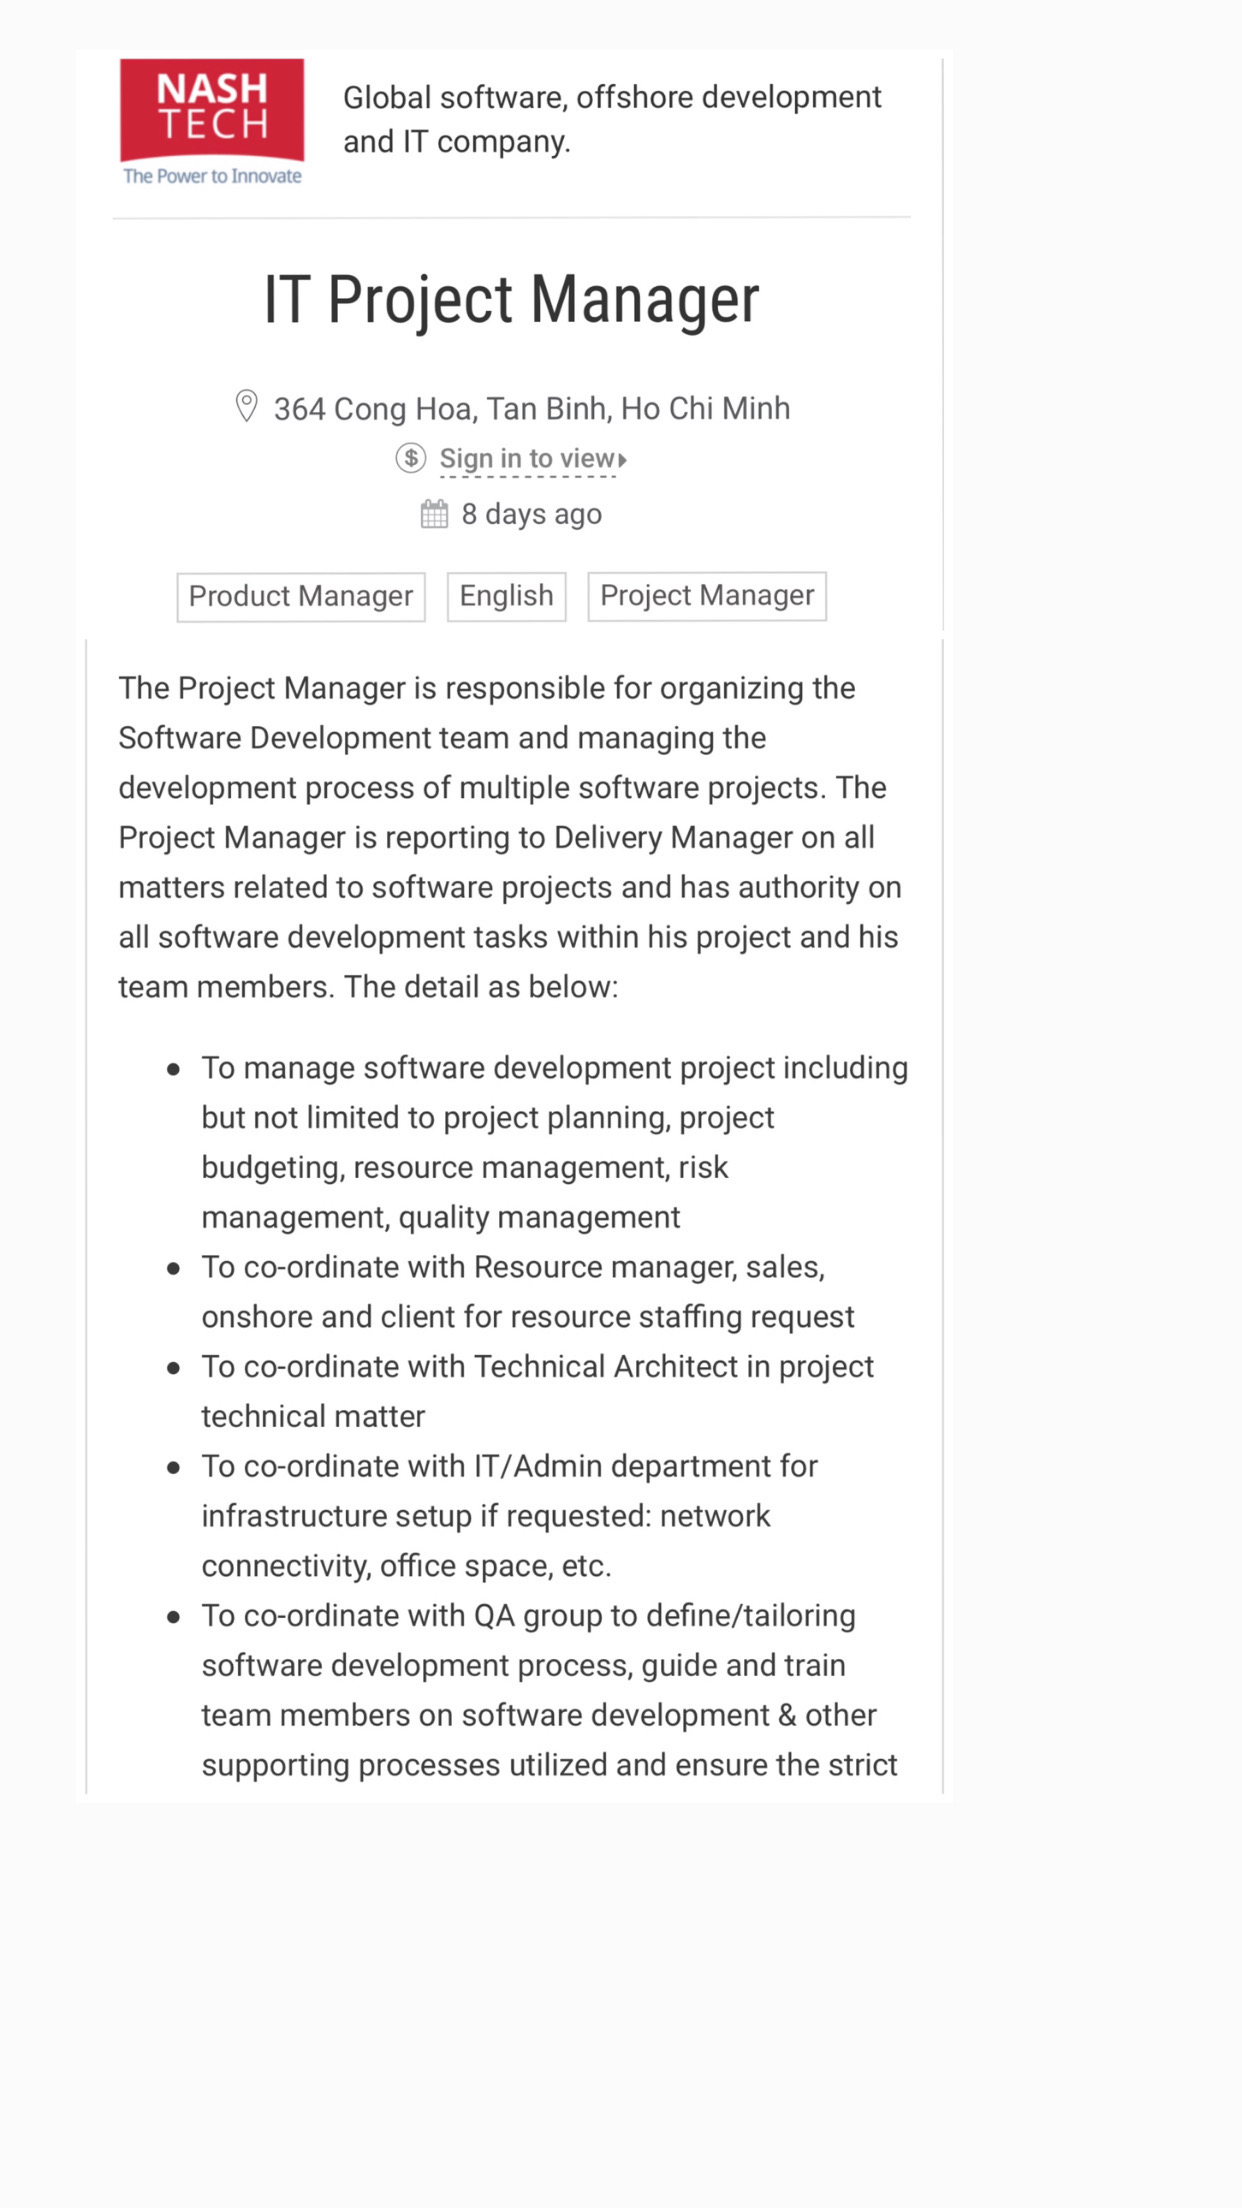 NASH
TECH
The Power to Innovate
Global software, offshore development
and IT company.
IT Project Manager
364 Cong Hoa, Tan Binh, Ho Chi Minh
$ Sign in to view
8 days ago
Product Manager English Project Manager
The Project Manager is responsible for organizing the
Software Development team and managing the
development process of multiple software projects. The
Project Manager is reporting to Delivery Manager on all
matters related to software projects and has authority on
all software development tasks within his project and his
team members. The detail as below:
• To manage software development project including
but not limited to project planning, project
budgeting, resource management, risk
management, quality management
• To co-ordinate with Resource manager, sales,
onshore and client for resource staffing request
• To co-ordinate with Technical Architect in project
technical matter
• To co-ordinate with IT/Admin department for
infrastructure setup if requested: network
connectivity, office space, etc.
• To co-ordinate with QA group to define/tailoring
software development process, guide and train
team members on software development & other
supporting processes utilized and ensure the strict